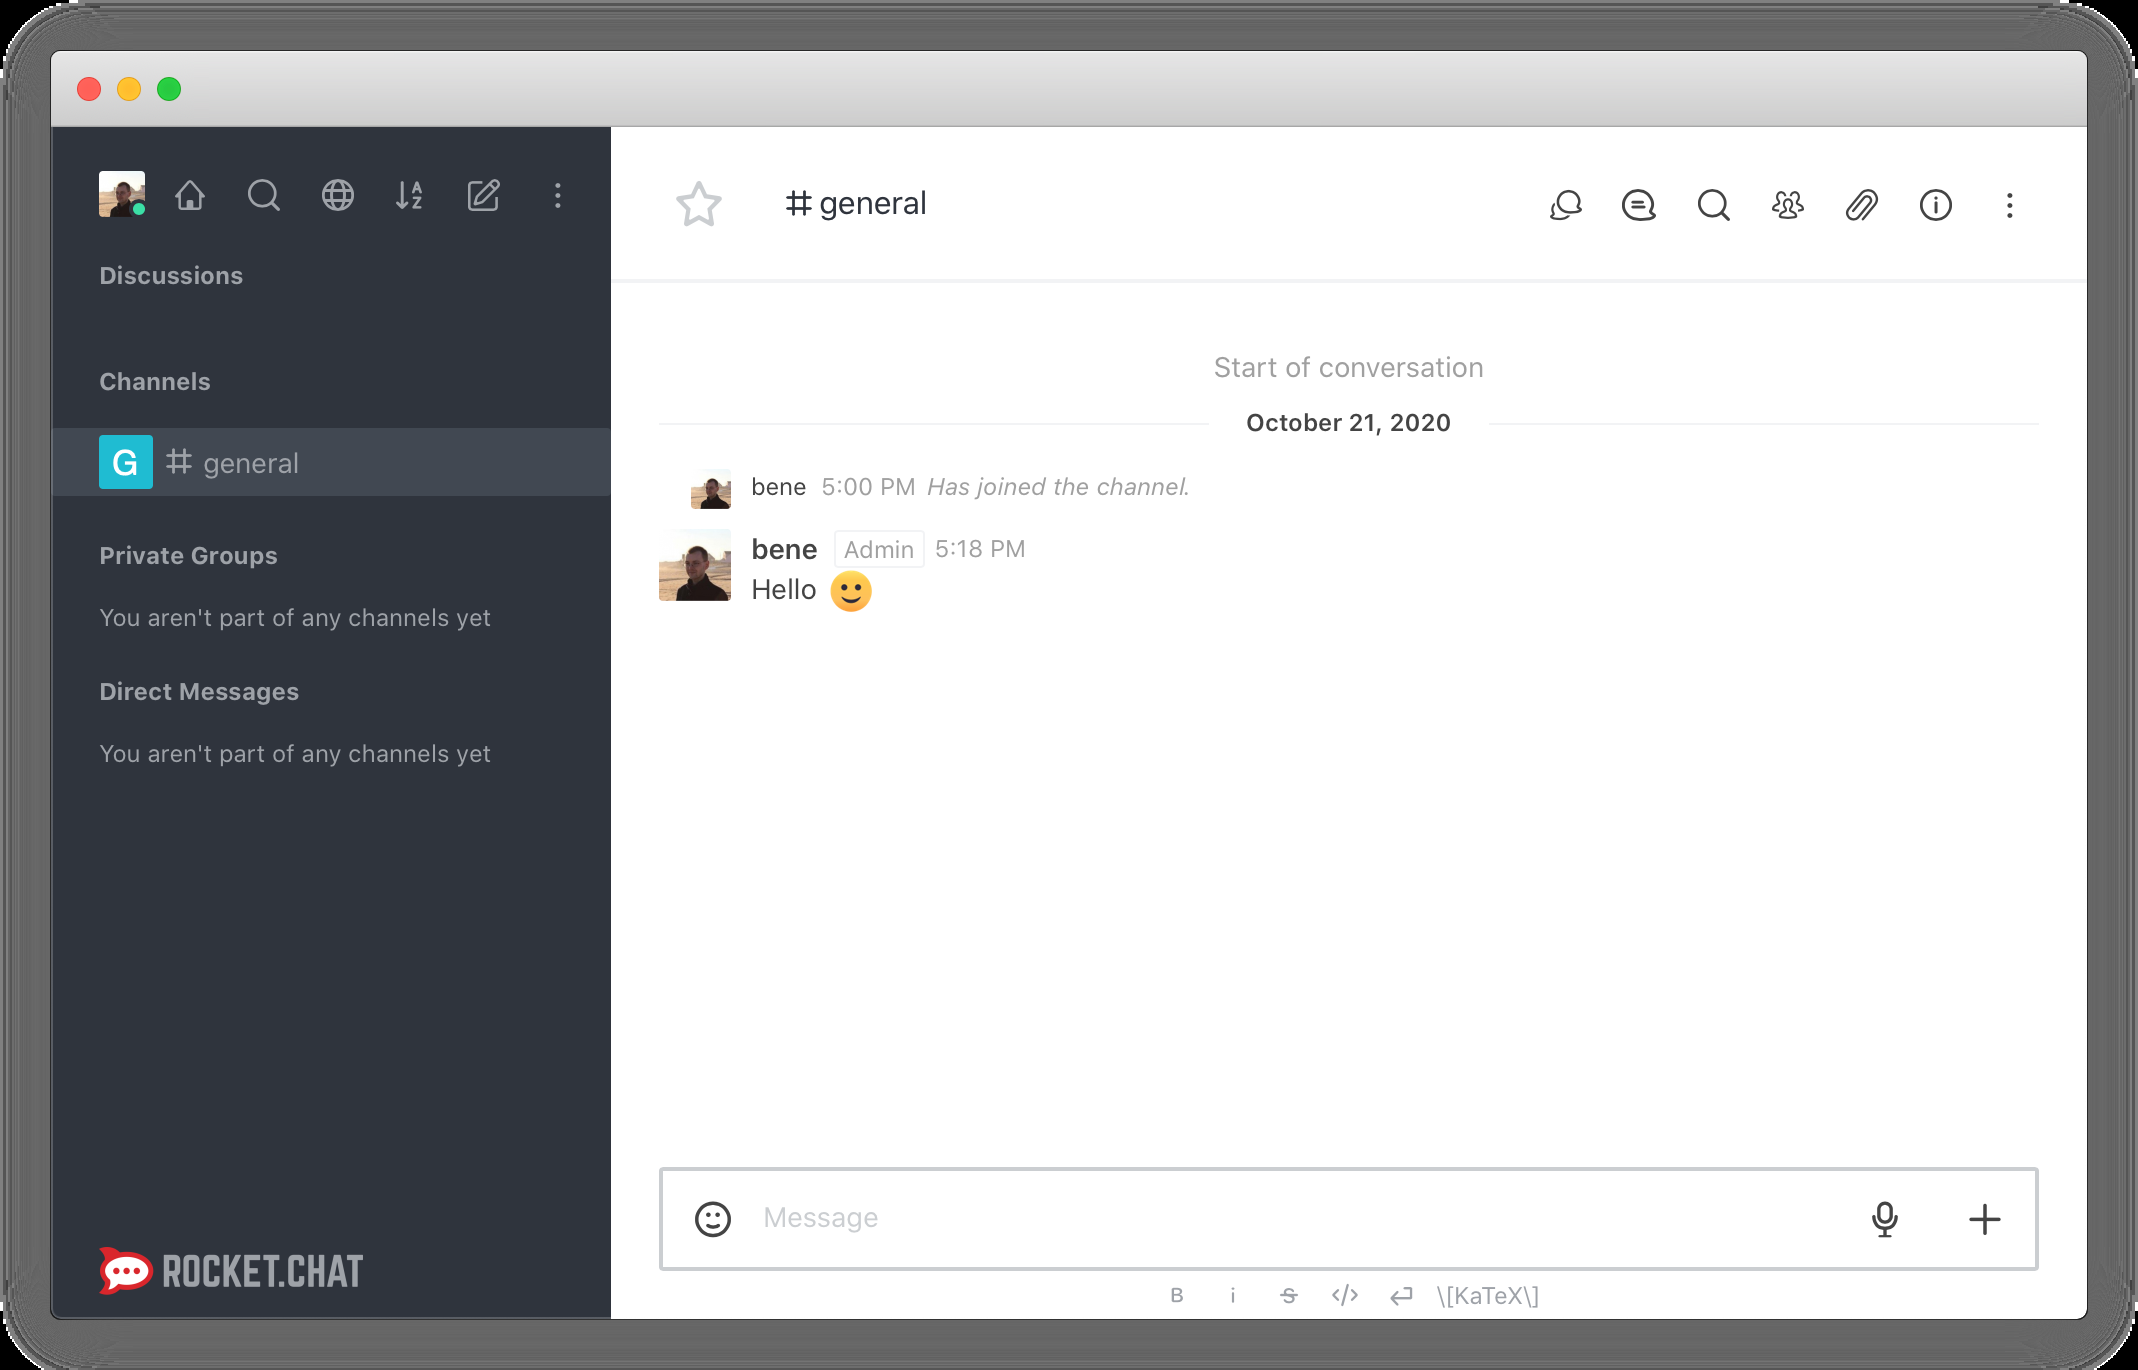 Discussions
Channels
G # general
Private Groups
You aren't part of any channels yet
Direct Messages
You aren't part of any channels yet
ROCKET.CHAT
# general
Start of conversation
October 21, 2020
bene 5:00 PM Has joined the channel.
bene Admin 5:18 PM
Hello 🙂
Message
B i S </> \[KaTeX\]